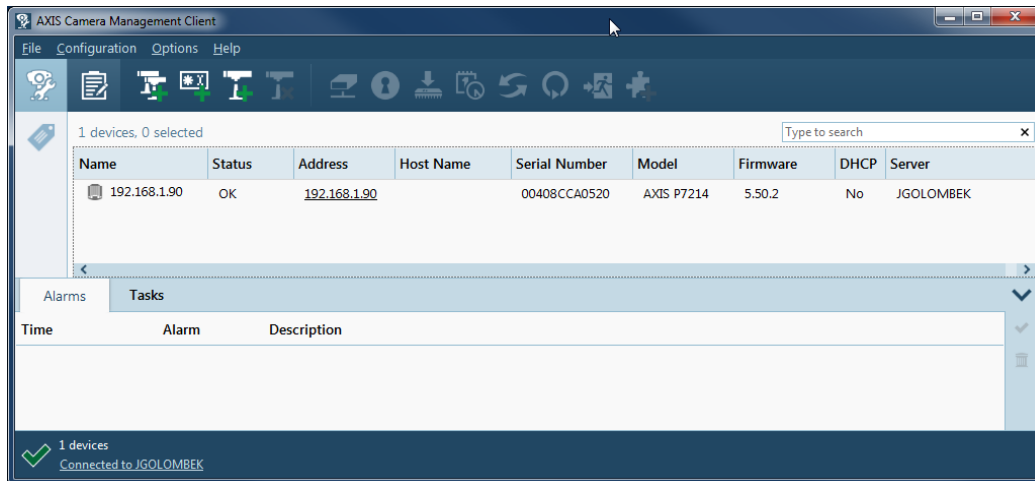 AXIS Camera Management Client
File Configuration Options Help
1 devices, 0 selected
Type to search
Name Status Address Host Name Serial Number Model Firmware DHCP Server
192.168.1.90 OK 192.168.1.90 00408CCA0520 AXIS P7214 5.50.2 No JGOLOMBEK
Alarms Tasks
Time Alarm Description
1 devices
Connected to JGOLOMBEK